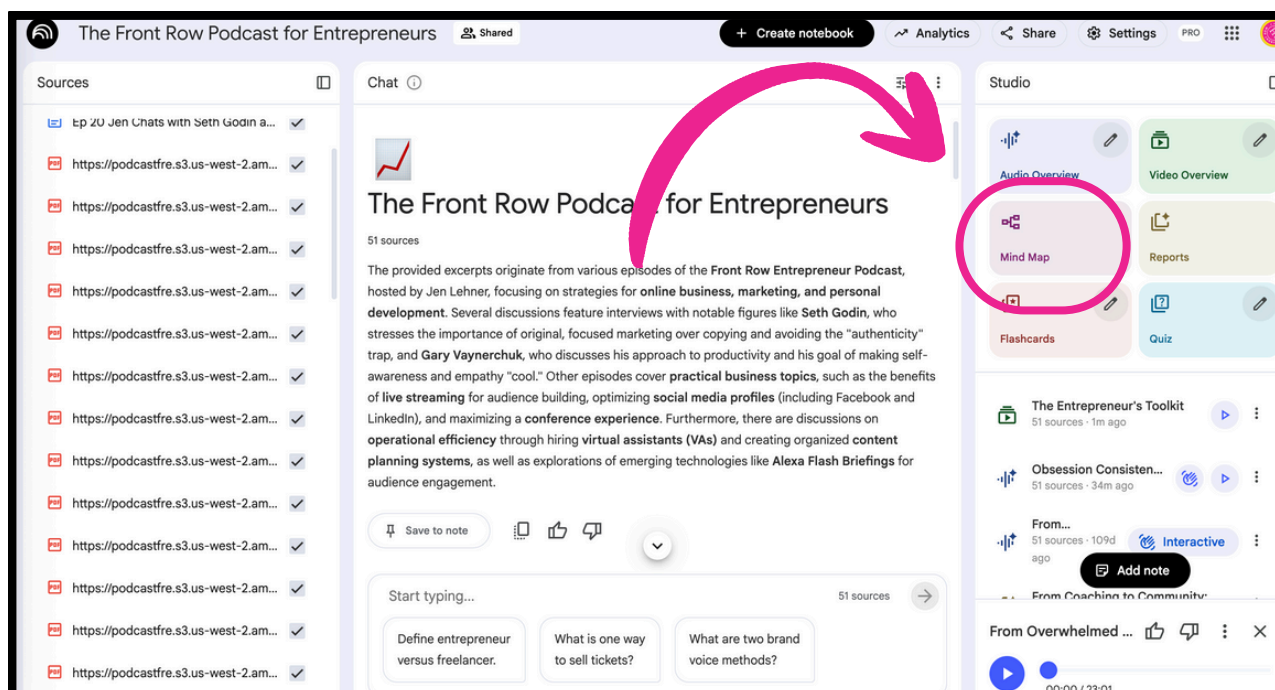 The Front Row Podcast for Entrepreneurs
Shared
+ Create notebook
Analytics
Share
Settings
PRO
Sources
Ep 20 Jen Chats with Seth Godin a...
PDF https://podcastfre.s3.us-west-2.am...
PDF https://podcastfre.s3.us-west-2.am...
PDF https://podcastfre.s3.us-west-2.am...
PDF https://podcastfre.s3.us-west-2.am...
PDF https://podcastfre.s3.us-west-2.am...
PDF https://podcastfre.s3.us-west-2.am...
PDF https://podcastfre.s3.us-west-2.am...
PDF https://podcastfre.s3.us-west-2.am...
PDF https://podcastfre.s3.us-west-2.am...
PDF https://podcastfre.s3.us-west-2.am...
PDF https://podcastfre.s3.us-west-2.am...
PDF https://podcastfre.s3.us-west-2.am...
PDF https://podcastfre.s3.us-west-2.am...
Chat
The Front Row Podcast for Entrepreneurs
51 sources
The provided excerpts originate from various episodes of the Front Row Entrepreneur Podcast,
hosted by Jen Lehner, focusing on strategies for online business, marketing, and personal
development. Several discussions feature interviews with notable figures like Seth Godin, who
stresses the importance of original, focused marketing over copying and avoiding the "authenticity"
trap, and Gary Vaynerchuk, who discusses his approach to productivity and his goal of making self-
awareness and empathy "cool." Other episodes cover practical business topics, such as the benefits
of live streaming for audience building, optimizing social media profiles (including Facebook and
LinkedIn), and maximizing a conference experience. Furthermore, there are discussions on
operational efficiency through hiring virtual assistants (VAs) and creating organized content
planning systems, as well as explorations of emerging technologies like Alexa Flash Briefings for
audience engagement.
Save to note
Start typing...
51 sources
Define entrepreneur
versus freelancer.
What is one way
to sell tickets?
What are two brand
voice methods?
Studio
Audio Overview
Video Overview
Mind Map
Reports
Flashcards
Quiz
The Entrepreneur's Toolkit
51 sources · 1m ago
Obsession Consisten...
51 sources · 34m ago
From...
51 sources · 109d
ago
Interactive
Add note
From Coaching to Community:
From Overwhelmed ...
00:00 / 23:01